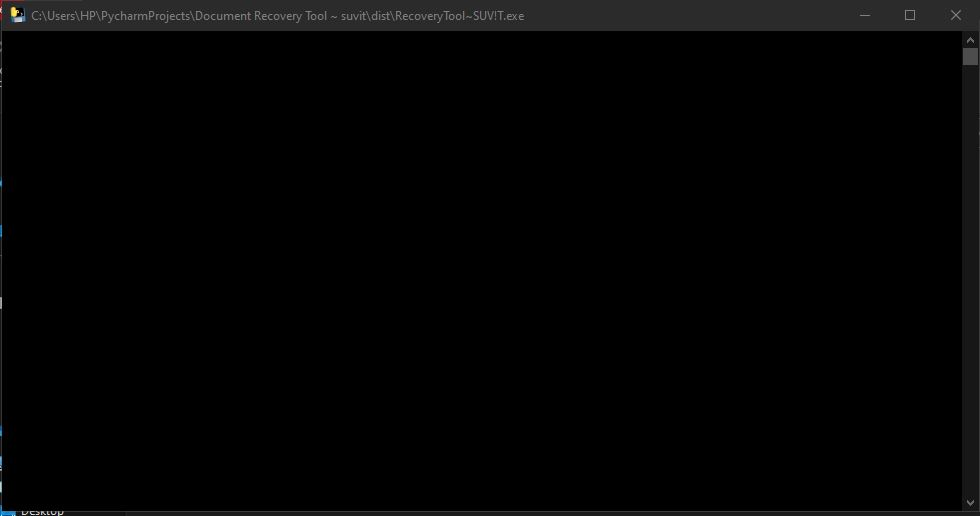 C:\Users\HP\PycharmProjects\Document Recovery Tool ~ suvit\dist\RecoveryTool~SUV!T.exe
Desktop